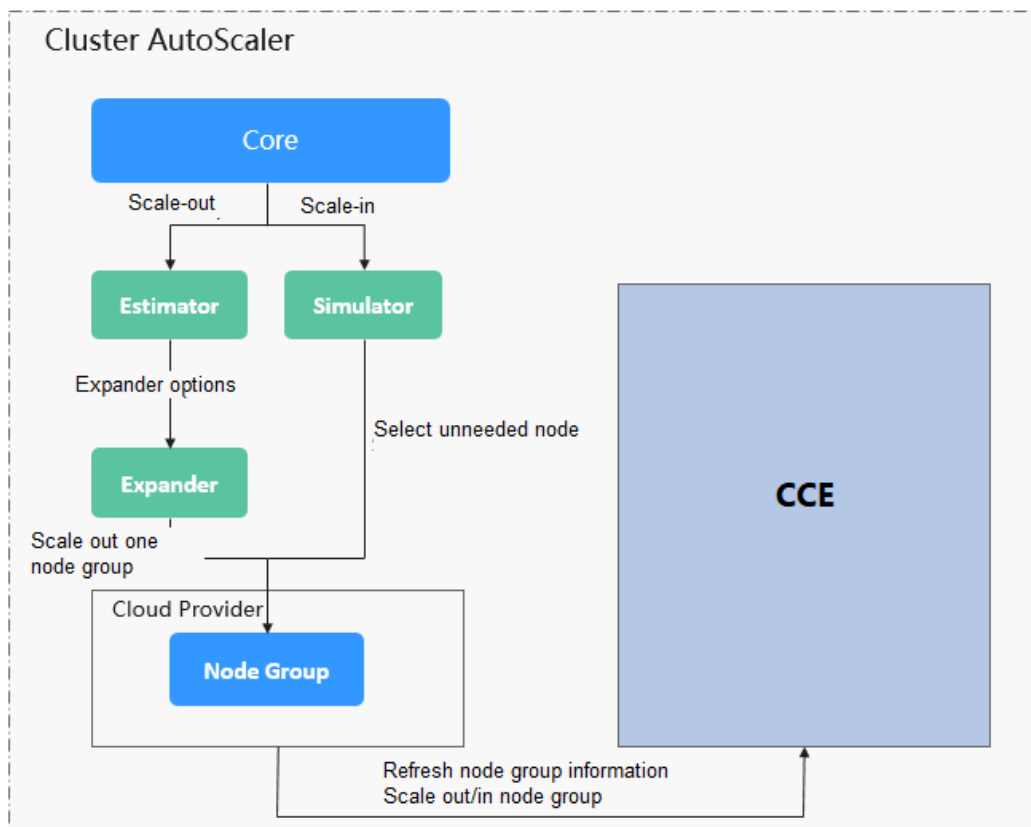 Cluster AutoScaler
Core
Scale-out
Scale-in
Estimator
Simulator
Expander options
Select unneeded node
Expander
CCE
Scale out one
node group
Cloud Provider
Node Group
Refresh node group information
Scale out/in node group